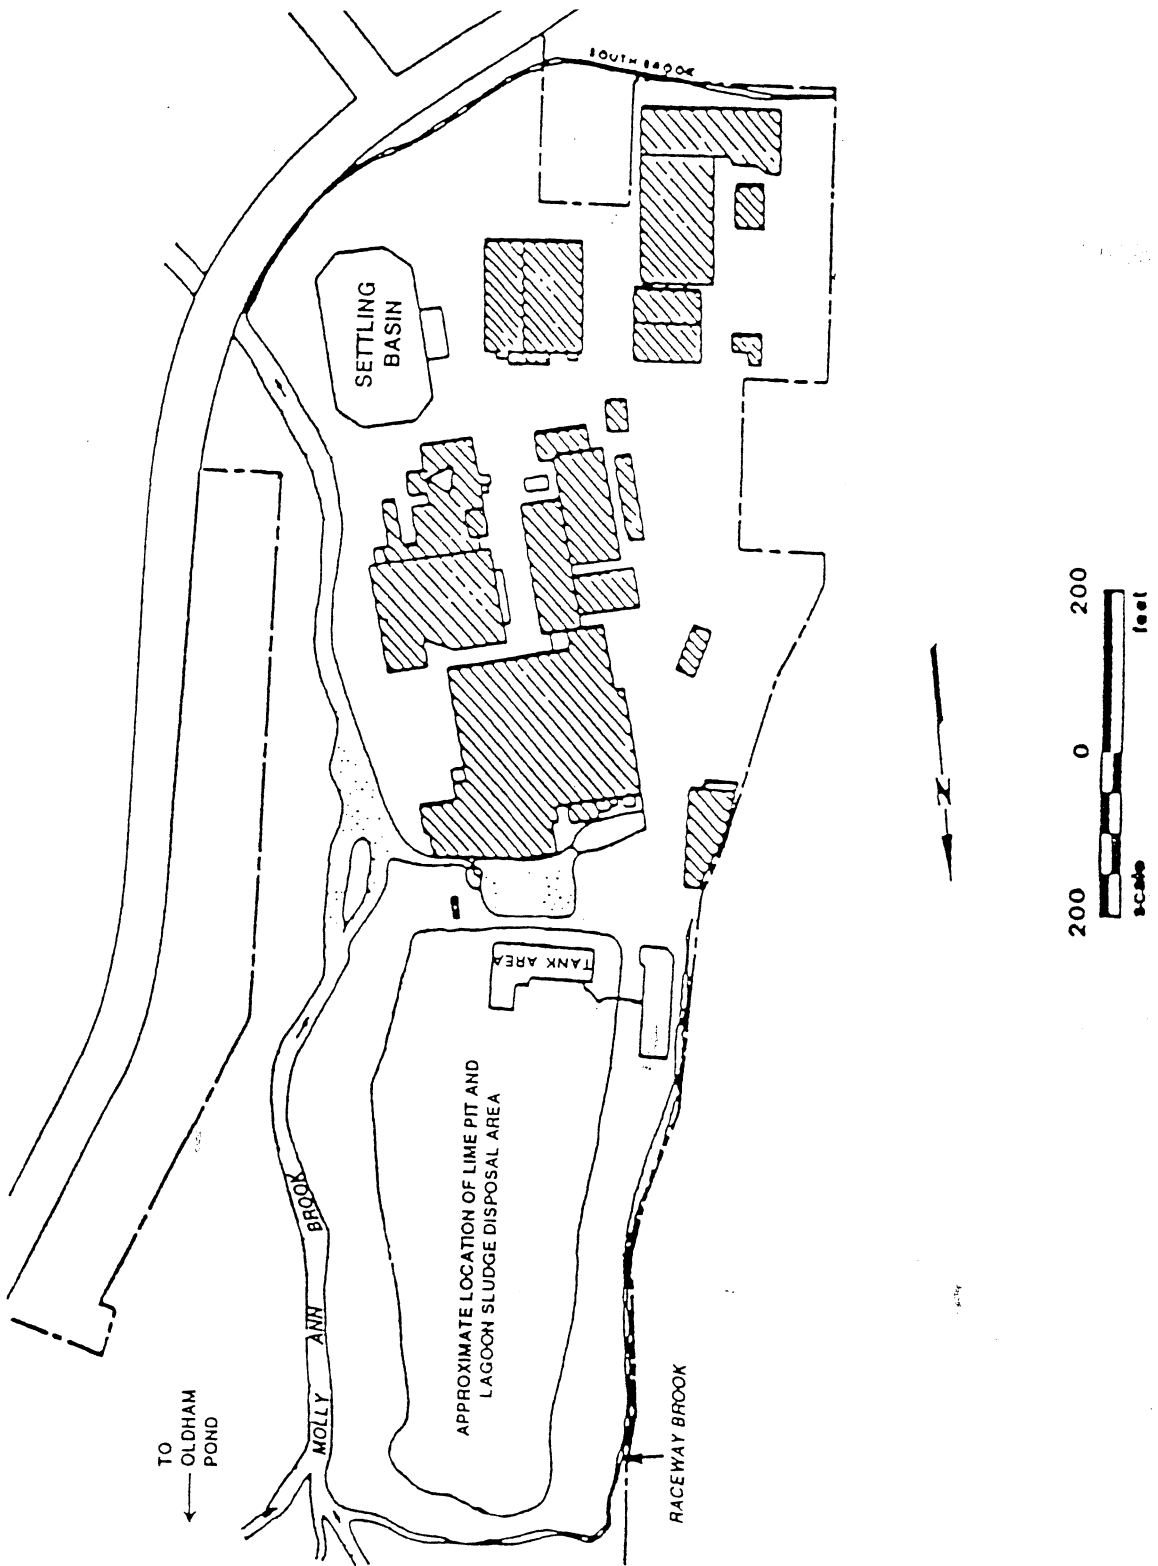 SOUTH BROOK
SETTLING
BASIN
TANK AREA
APPROXIMATE LOCATION OF LIME PIT AND
LAGOON SLUDGE DISPOSAL AREA
MOLLY ANN BROOK
TO
OLDHAM
POND
RACEWAY BROOK
N
200 0 200
scale feet